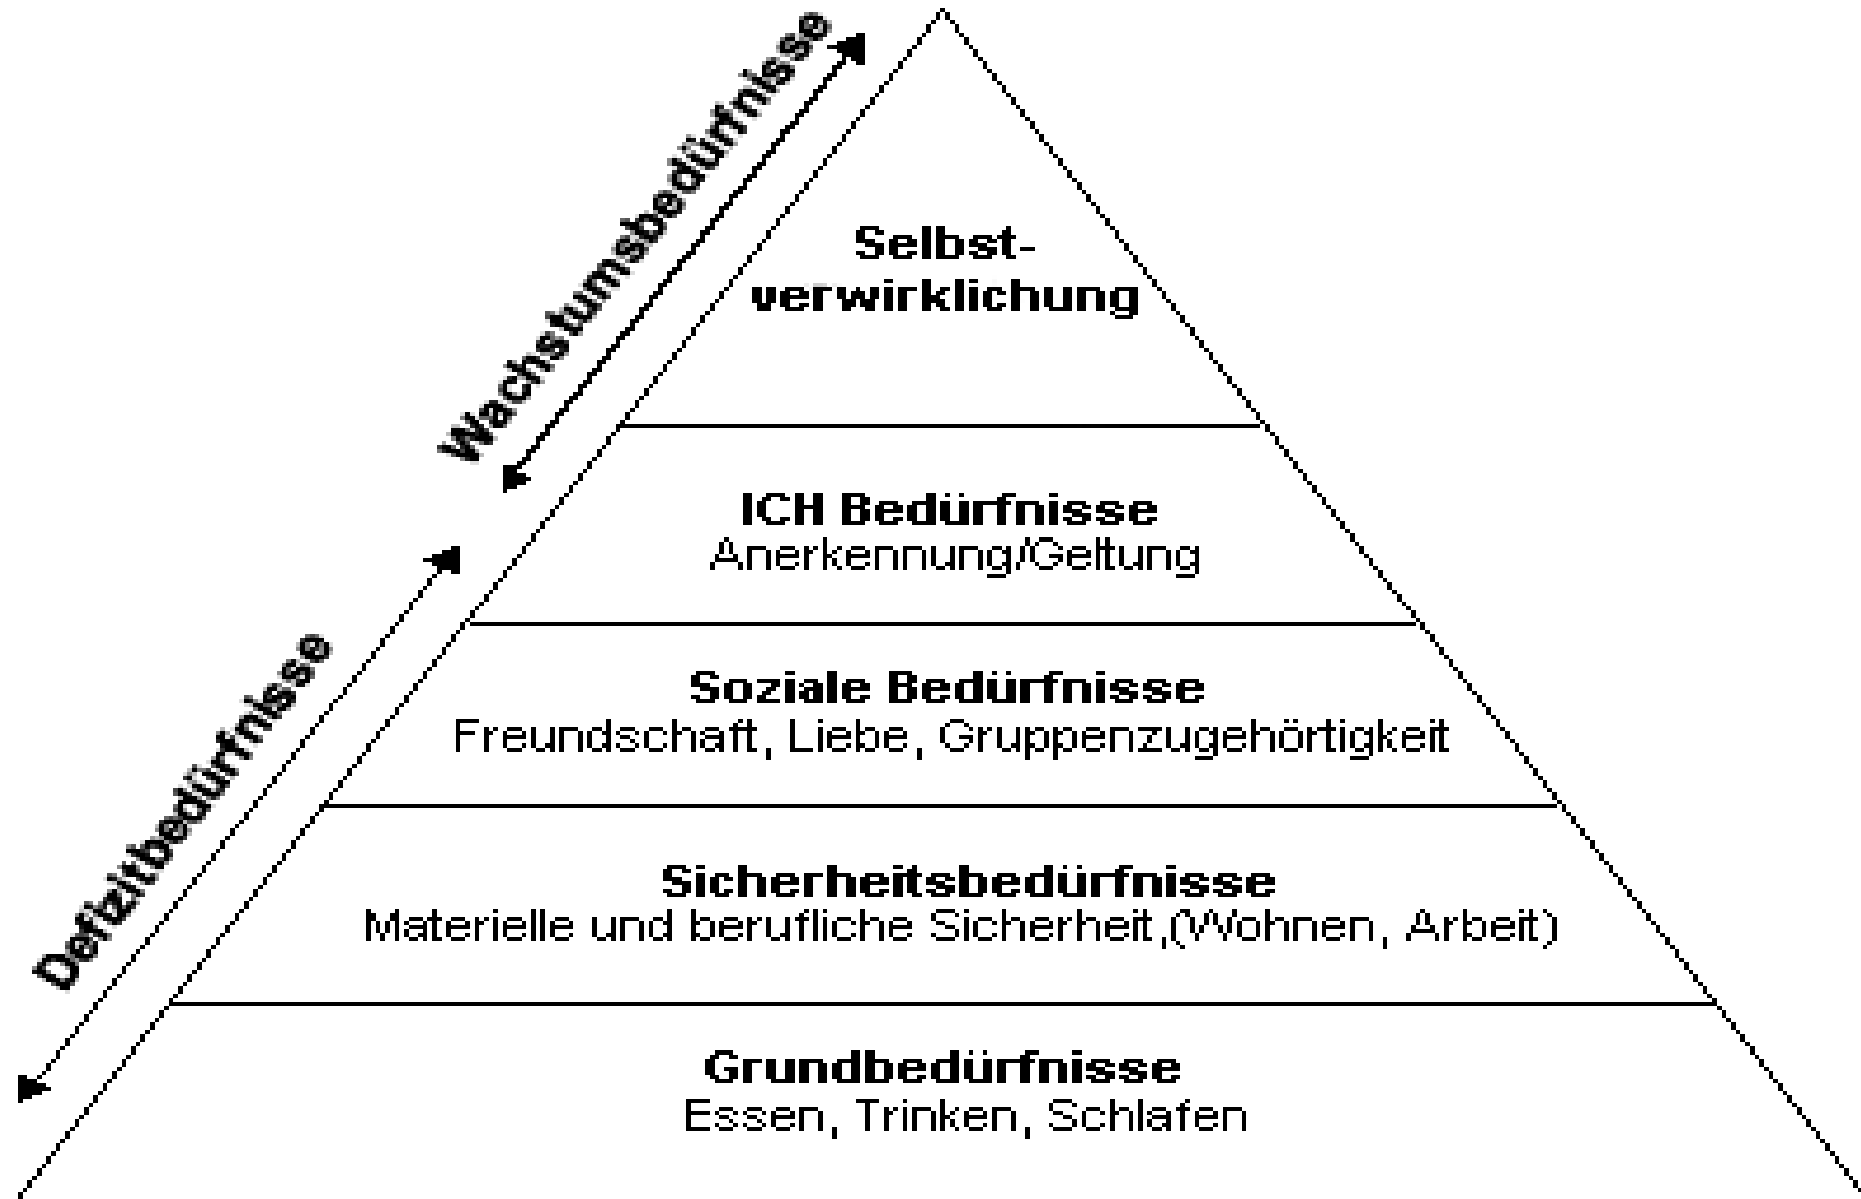 Wachstumsbedürfnisse
Selbst-
verwirklichung
ICH Bedürfnisse
Anerkennung/Geltung
Defizitbedürfnisse
Soziale Bedürfnisse
Freundschaft, Liebe, Gruppenzugehörtigkeit
Sicherheitsbedürfnisse
Materielle und berufliche Sicherheit,(Wohnen, Arbeit)
Grundbedürfnisse
Essen, Trinken, Schlafen